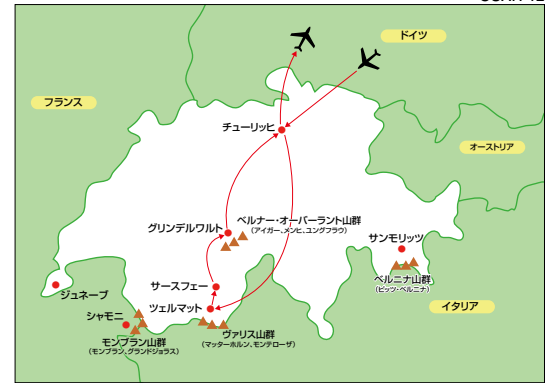 ドイツ
フランス
チューリッヒ
オーストリア
ベルナー・オーバーラント山群
(アイガー、メンヒ、ユングフラウ)
グリンデルワルト
サンモリッツ
ベルニナ山群
(ピッツ・ベルニナ)
サースフェー
ジュネーブ
ツェルマット
イタリア
シャモニ
モンブラン山群
(モンブラン、グランドジョラス)
ヴァリス山群
(マッターホルン、モンテローザ)